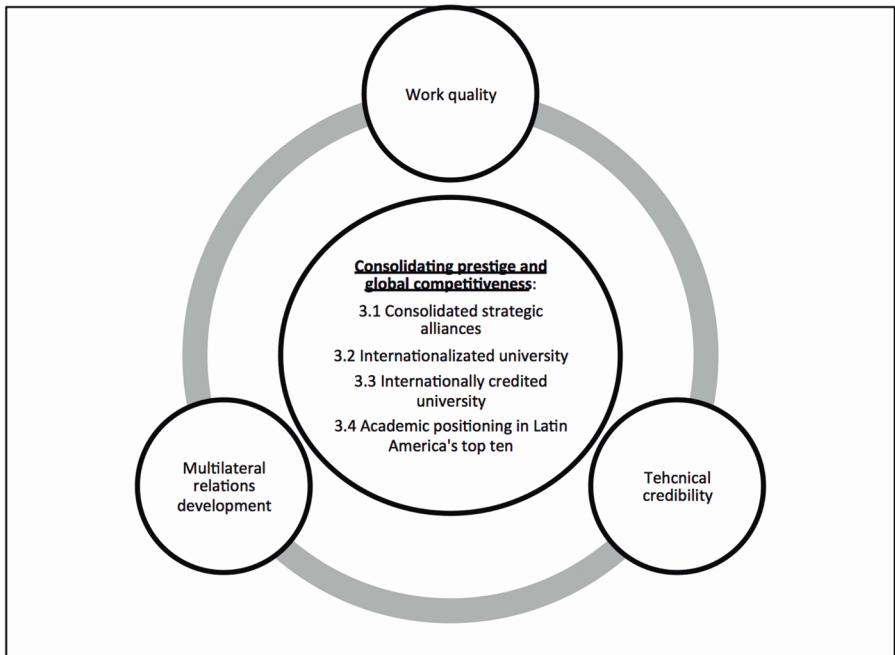 Work quality
Consolidating prestige and
global competitiveness:
3.1 Consolidated strategic
alliances
3.2 Internationalizated university
3.3 Internationally credited
university
3.4 Academic positioning in Latin
America's top ten
Multilateral
relations
development
Tehcnical
credibility